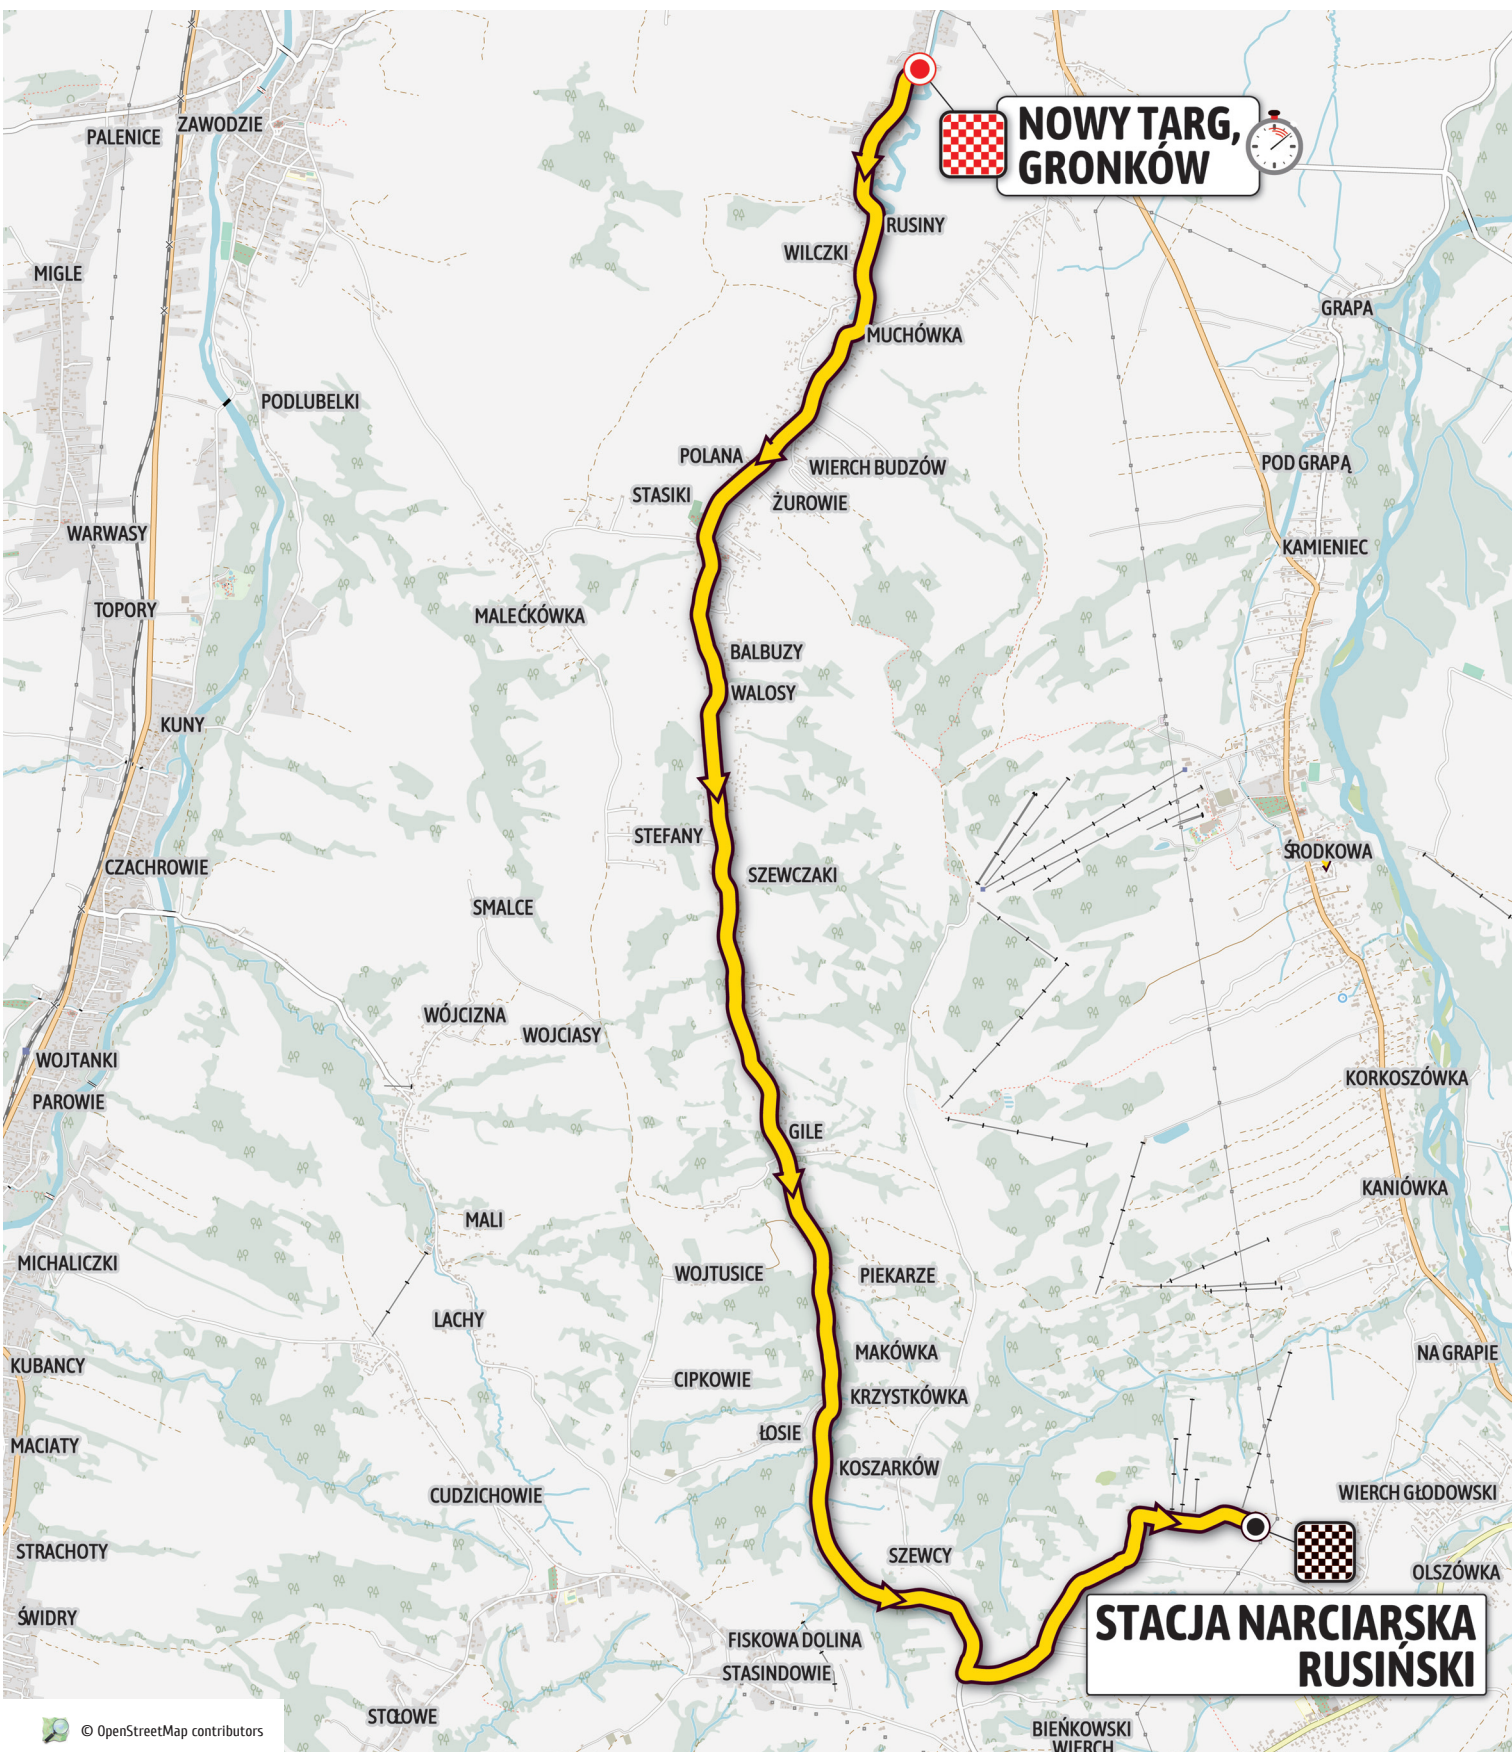 NOWY TARG,
GRONKÓW
PALENICE
ZAWODZIE
RUSINY
WILCZKI
MIGLE
GRAPA
MUCHÓWKA
PODLUBELKI
POLANA
WIERCH BUDZÓW
POD GRAPĄ
STASIKI
ŻUROWIE
WARWASY
KAMIENIEC
TOPORY
MALEĆKÓWKA
BALBUZY
WALOSY
KUNY
STEFANY
ŚRODKOWA
CZACHROWIE
SZEWCZAKI
SMALCE
WÓJCIZNA
WOJCIASY
WOJTANKI
KORKOSZÓWKA
PAROWIE
GILE
KANIÓWKA
MALI
MICHALICZKI
WOJTUSICE
PIEKARZE
LACHY
MAKÓWKA
NA GRAPIE
KUBANCY
CIPKOWIE
KRZYSTKÓWKA
ŁOSIE
MACIATY
KOSZARKÓW
CUDZICHOWIE
WIERCH GŁODOWSKI
STRACHOTY
SZEWCY
OLSZÓWKA
ŚWIDRY
STACJA NARCIARSKA
RUSIŃSKI
FISKOWA DOLINA
STASINDOWIE
STOŁOWE
BIEŃKOWSKI
WIERCH
© OpenStreetMap contributors